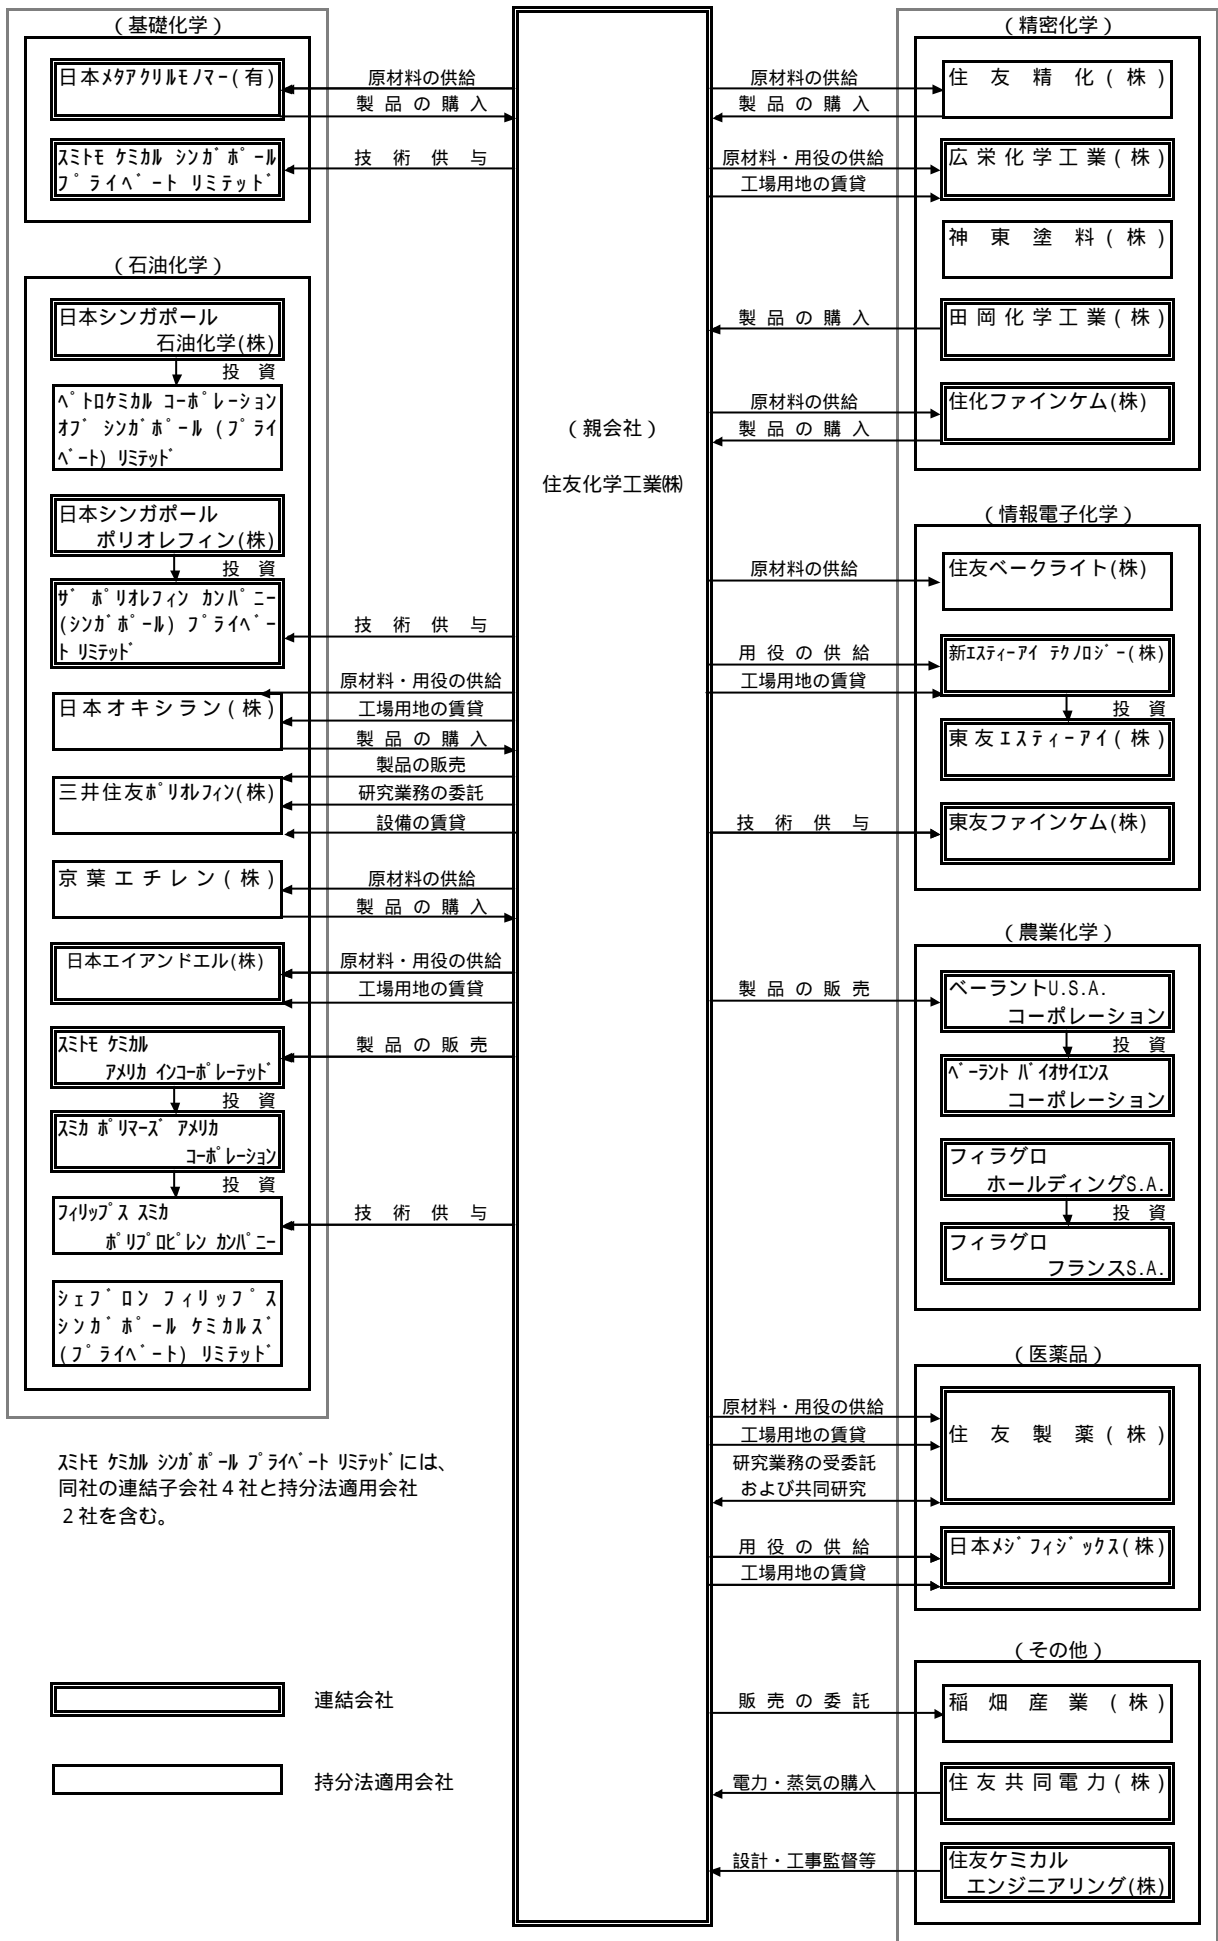 (基礎化学)
日本メタアクリルモノマー(有)
原材料の供給
製品の購入
スミトモ ケミカル シンガポール
プライベート リミテッド
技術供与
(石油化学)
日本シンガポール
石油化学(株)
投資
ペトロケミカル コーポレーション
オブ シンガポール (プライ
ベート) リミテッド
日本シンガポール
ポリオレフィン(株)
投資
ザ ポリオレフィン カンパニー
(シンガポール) プライベー
ト リミテッド
技術供与
日本オキシラン(株)
原材料・用役の供給
工場用地の賃貸
製品の購入
三井住友ポリオレフィン(株)
製品の販売
研究業務の委託
設備の賃貸
京葉エチレン(株)
原材料の供給
製品の購入
日本エイアンドエル(株)
原材料・用役の供給
工場用地の賃貸
スミトモ ケミカル
アメリカ インコーポレーテッド
製品の販売
投資
スミカ ポリマーズ アメリカ
コーポレーション
投資
フィリップス スミカ
ポリプロピレン カンパニー
技術供与
シェブロン フィリップス
シンガポール ケミカルズ
(プライベート) リミテッド
スミトモ ケミカル シンガポール プライベート リミテッドには、
同社の連結子会社4社と持分法適用会社
2社を含む。
連結会社
持分法適用会社
(親会社)
住友化学工業㈱
(精密化学)
原材料の供給
製品の購入
住友精化(株)
原材料・用役の供給
工場用地の賃貸
広栄化学工業(株)
神東塗料(株)
製品の購入
田岡化学工業(株)
原材料の供給
製品の購入
住化ファインケム(株)
(情報電子化学)
原材料の供給
住友ベークライト(株)
用役の供給
工場用地の賃貸
新エスティーアイ テクノロジー(株)
投資
東友エスティーアイ(株)
技術供与
東友ファインケム(株)
(農業化学)
製品の販売
ベーラントU.S.A.
コーポレーション
投資
ベーラント バイオサイエンス
コーポレーション
フィラグロ
ホールディングS.A.
投資
フィラグロ
フランスS.A.
(医薬品)
原材料・用役の供給
工場用地の賃貸
研究業務の受委託
および共同研究
住友製薬(株)
用役の供給
工場用地の賃貸
日本メジフィジックス(株)
(その他)
販売の委託
稲畑産業(株)
電力・蒸気の購入
住友共同電力(株)
設計・工事監督等
住友ケミカル
エンジニアリング(株)